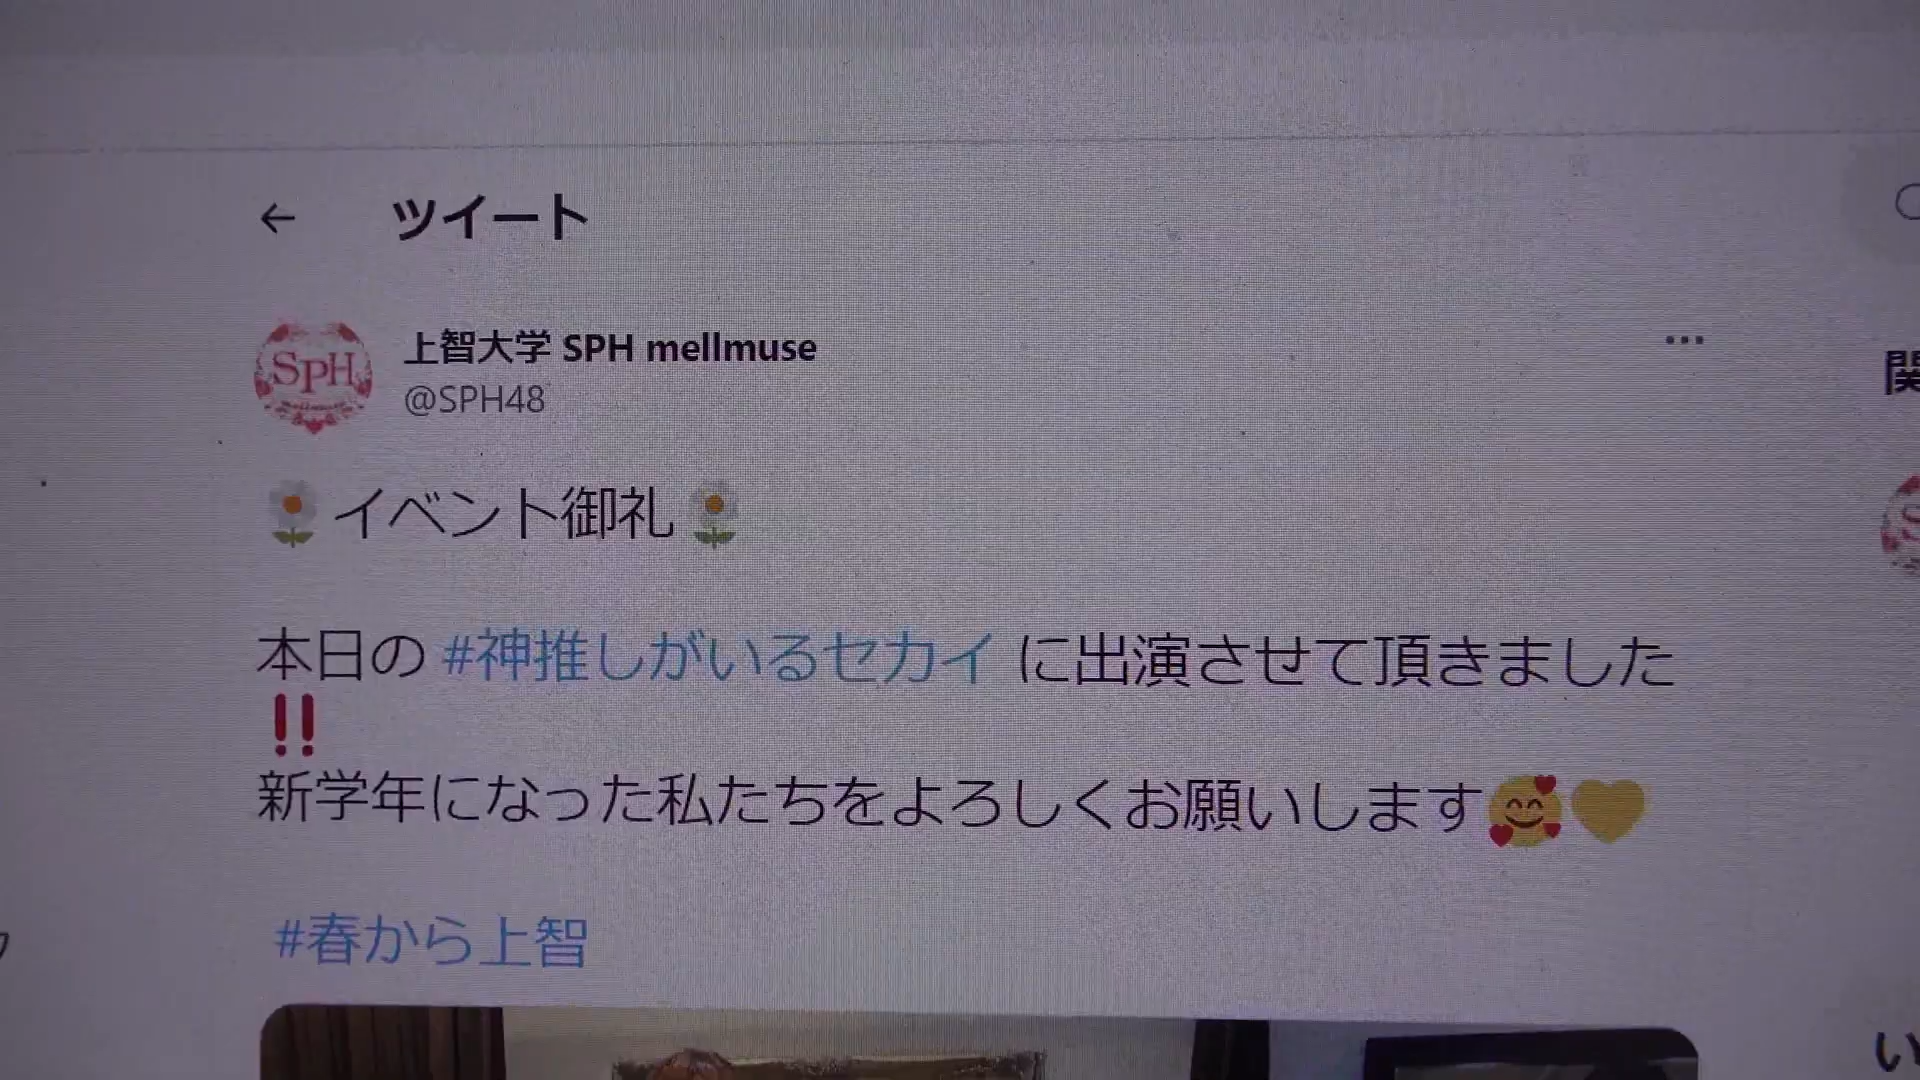 ← ツイート
SPH
上智大学 SPH mellmuse
@SPH48
🌼イベント御礼🌼
本日の #神推しがいるセカイ に出演させて頂きました
‼
新学年になった私たちをよろしくお願いします🥰💛
#春から上智
関
い